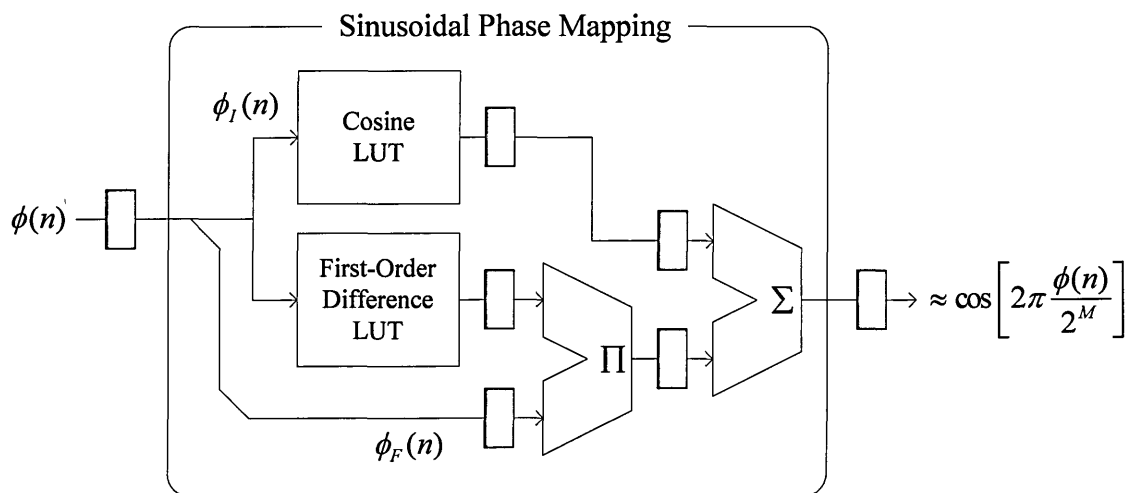 Sinusoidal Phase Mapping
ϕ_I(n)
Cosine
LUT
ϕ(n)
First-Order
Difference
LUT
Π
Σ
≈ cos[2π ϕ(n)/2^M]
ϕ_F(n)